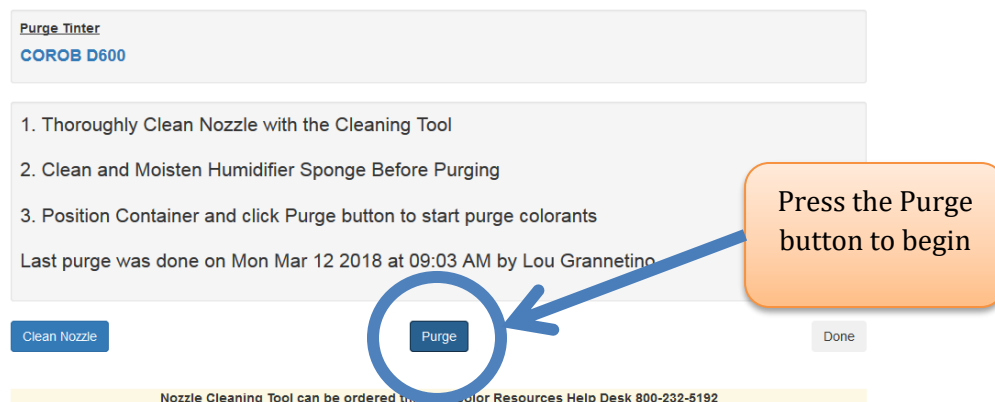 Purge Tinter
COROB D600
1. Thoroughly Clean Nozzle with the Cleaning Tool
2. Clean and Moisten Humidifier Sponge Before Purging
3. Position Container and click Purge button to start purge colorants
Last purge was done on Mon Mar 12 2018 at 09:03 AM by Lou Grannetino
Press the Purge
button to begin
Clean Nozzle
Purge
Done
Nozzle Cleaning Tool can be ordered Resources Help Desk 800-232-5192